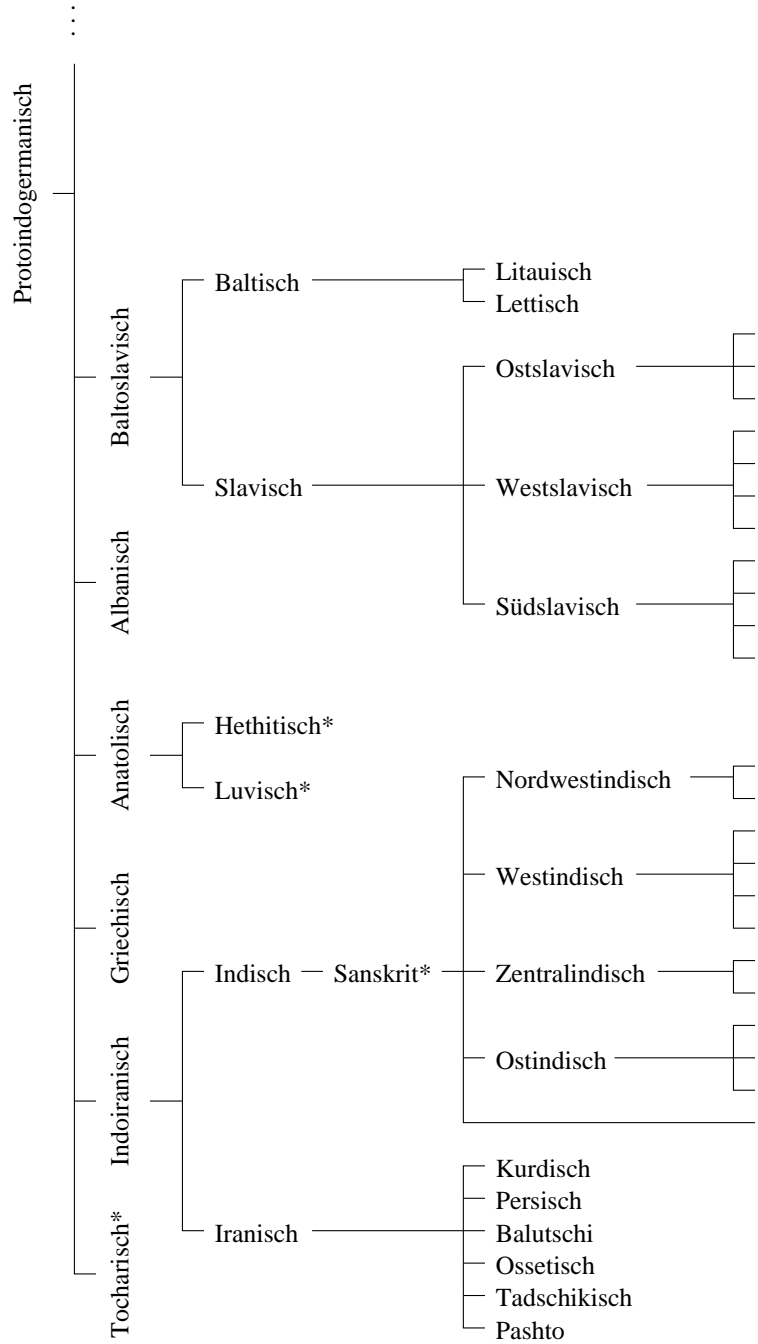 Protoindogermanisch
Baltoslavisch
Baltisch
Litauisch
Lettisch
Slavisch
Ostslavisch
Westslavisch
Südslavisch
Albanisch
Anatolisch
Hethitisch*
Luvisch*
Griechisch
Indoiranisch
Indisch
Sanskrit*
Nordwestindisch
Westindisch
Zentralindisch
Ostindisch
Iranisch
Kurdisch
Persisch
Balutschi
Ossetisch
Tadschikisch
Pashto
Tocharisch*